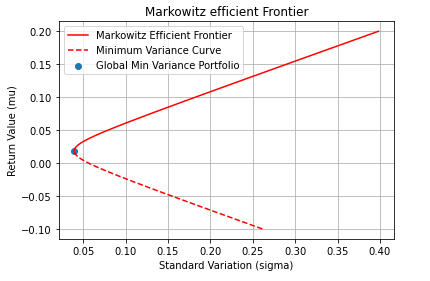 Markowitz efficient Frontier
Markowitz Efficient Frontier
Minimum Variance Curve
Global Min Variance Portfolio
Return Value (mu)
0.20
0.15
0.10
0.05
0.00
−0.05
−0.10
0.05 0.10 0.15 0.20 0.25 0.30 0.35 0.40
Standard Variation (sigma)